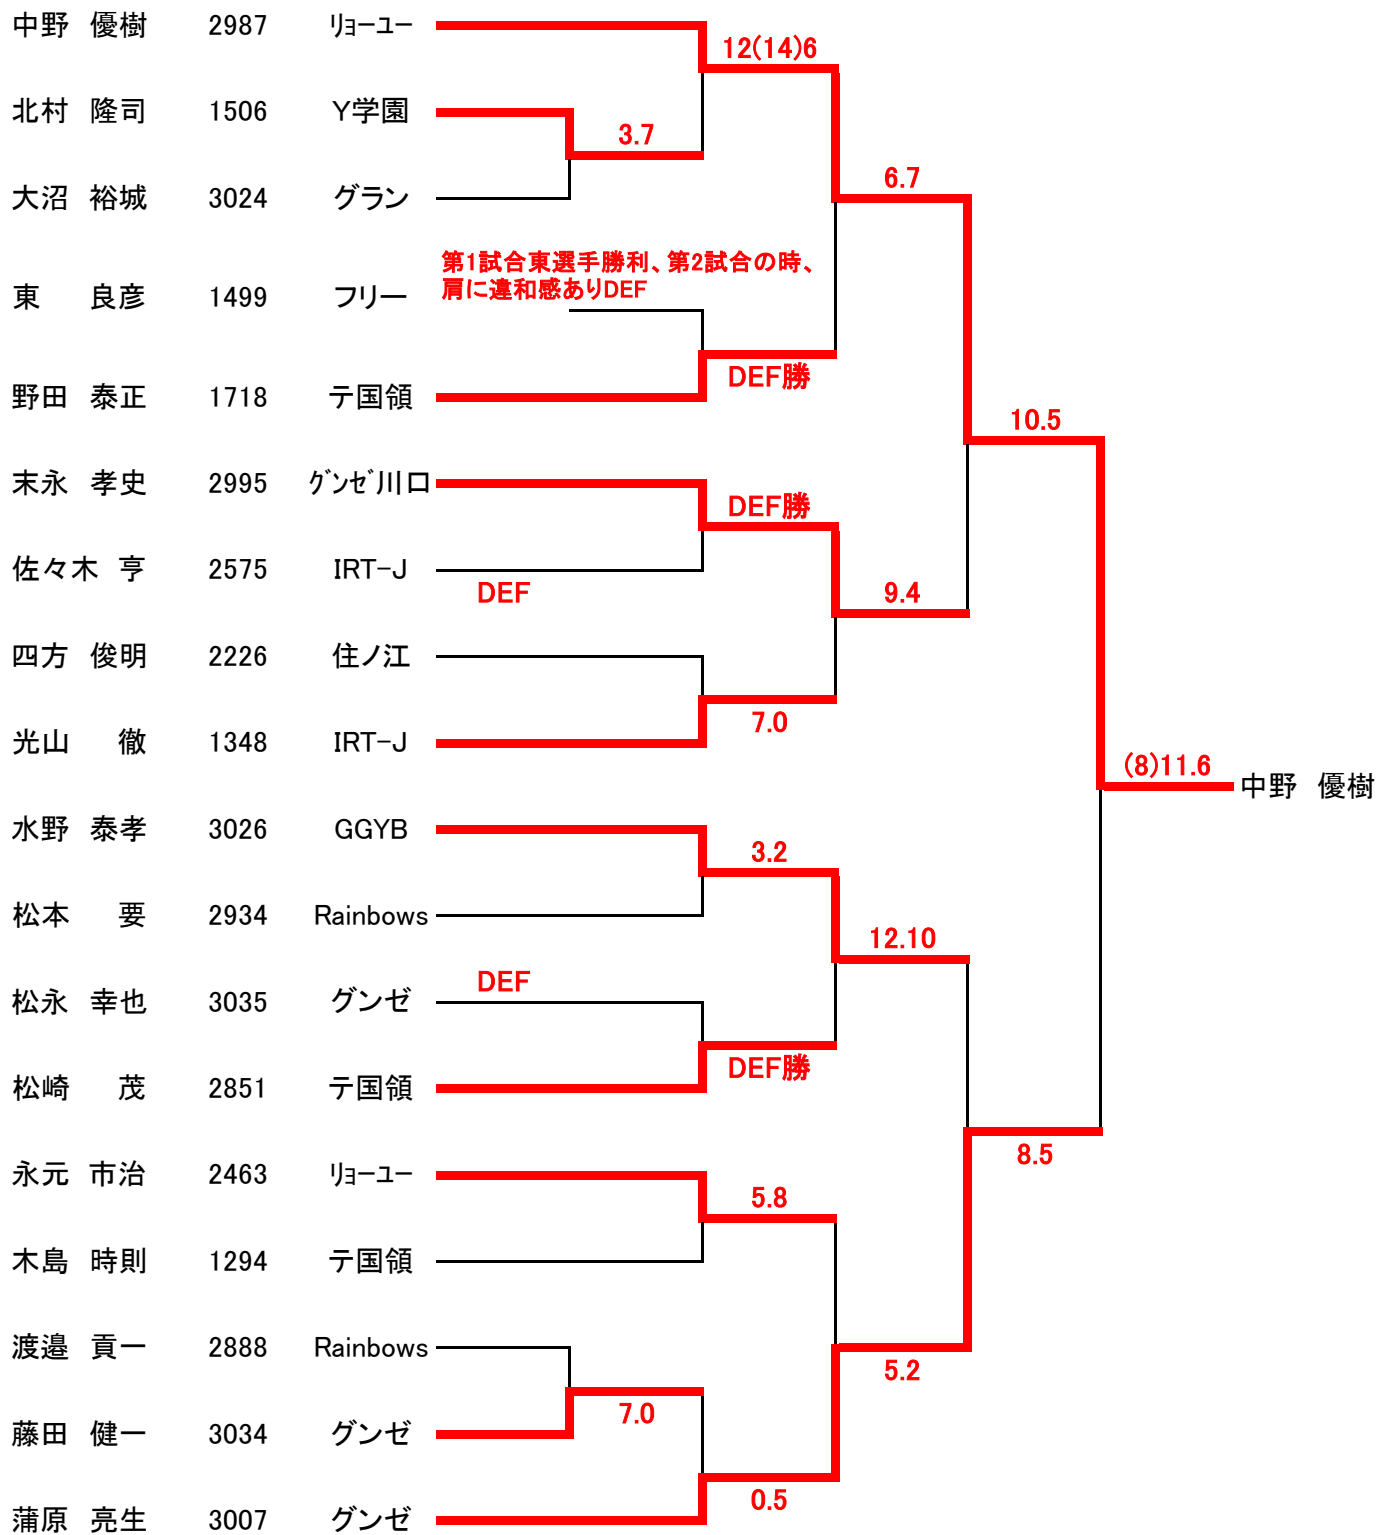 中野 優樹 2987 ﾘｮｰﾕｰ
12(14)6
北村 隆司 1506 Y学園
3.7
大沼 裕城 3024 グラン
6.7
第1試合東選手勝利、第2試合の時、
肩に違和感ありDEF
東 良彦 1499 フリー
DEF勝
野田 泰正 1718 テ国領
10.5
末永 孝史 2995 ｸﾞﾝｾﾞ川口
DEF勝
佐々木 亨 2575 IRT-J
DEF
9.4
四方 俊明 2226 住ノ江
7.0
光山 徹 1348 IRT-J
(8)11.6
中野 優樹
水野 泰孝 3026 GGYB
3.2
松本 要 2934 Rainbows
12.10
DEF
松永 幸也 3035 グンゼ
DEF勝
松崎 茂 2851 テ国領
8.5
永元 市治 2463 ﾘｮｰﾕｰ
5.8
木島 時則 1294 テ国領
渡邉 貢一 2888 Rainbows
5.2
7.0
藤田 健一 3034 グンゼ
0.5
蒲原 亮生 3007 グンゼ